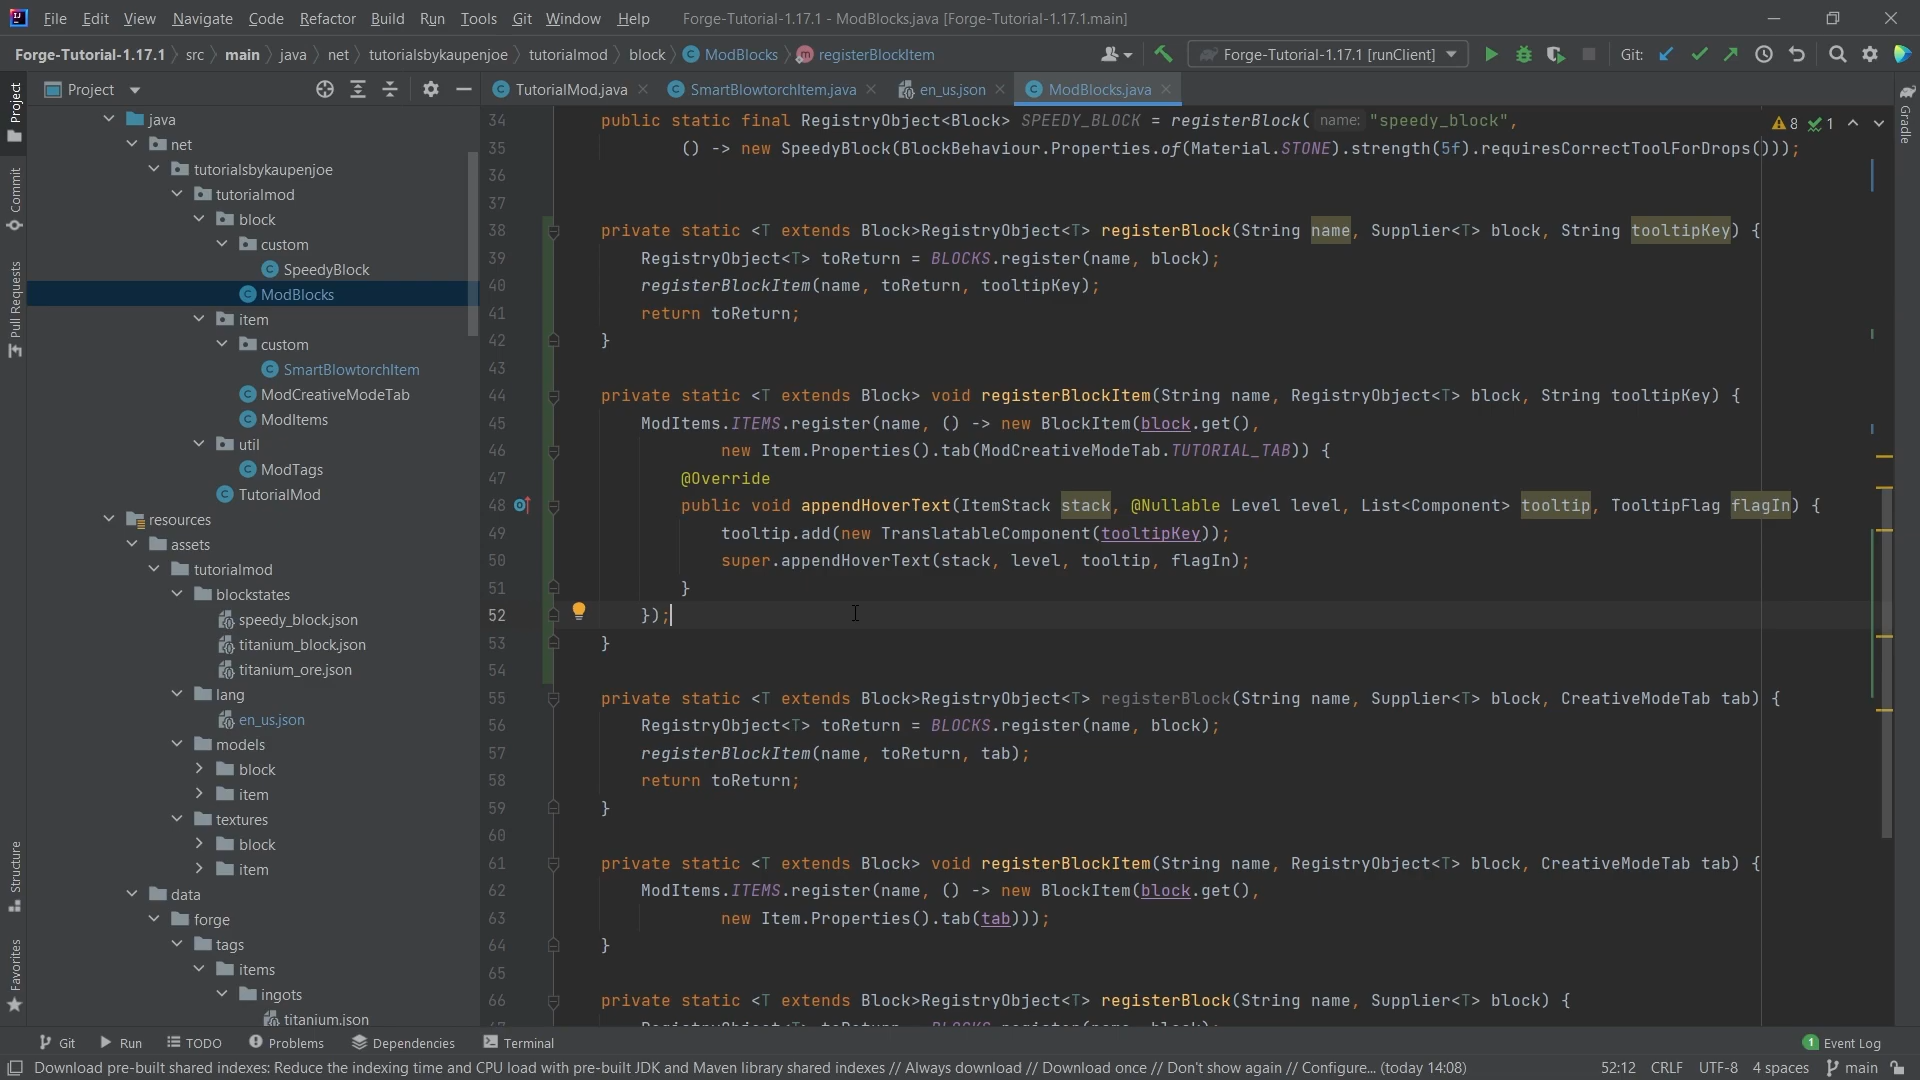 File Edit View Navigate Code Refactor Build Run Tools Git Window Help Forge-Tutorial-1.17.1 - ModBlocks.java [Forge-Tutorial-1.17.1.main]
Forge-Tutorial-1.17.1 src main java net tutorialsbykaupenjoe tutorialmod block ModBlocks registerBlockItem Forge-Tutorial-1.17.1 [runClient] Git:
Project TutorialMod.java SmartBlowtorchItem.java en_us.json ModBlocks.java
Project
Commit
Pull Requests
Structure
Favorites
Gradle
java
net
tutorialsbykaupenjoe
tutorialmod
block
custom
SpeedyBlock
ModBlocks
item
custom
SmartBlowtorchItem
ModCreativeModeTab
ModItems
util
ModTags
TutorialMod
resources
assets
tutorialmod
blockstates
speedy_block.json
titanium_block.json
titanium_ore.json
lang
en_us.json
models
block
item
textures
block
item
data
forge
tags
items
ingots
titanium.json
8 1
34 public static final RegistryObject<Block> SPEEDY_BLOCK = registerBlock( name: "speedy_block",
35 () -> new SpeedyBlock(BlockBehaviour.Properties.of(Material.STONE).strength(5f).requiresCorrectToolForDrops()));
36
37
38 private static <T extends Block>RegistryObject<T> registerBlock(String name, Supplier<T> block, String tooltipKey) {
39 RegistryObject<T> toReturn = BLOCKS.register(name, block);
40 registerBlockItem(name, toReturn, tooltipKey);
41 return toReturn;
42 }
43
44 private static <T extends Block> void registerBlockItem(String name, RegistryObject<T> block, String tooltipKey) {
45 ModItems.ITEMS.register(name, () -> new BlockItem(block.get(),
46 new Item.Properties().tab(ModCreativeModeTab.TUTORIAL_TAB)) {
47 @Override
48 public void appendHoverText(ItemStack stack, @Nullable Level level, List<Component> tooltip, TooltipFlag flagIn) {
49 tooltip.add(new TranslatableComponent(tooltipKey));
50 super.appendHoverText(stack, level, tooltip, flagIn);
51 }
52 });
53 }
54
55 private static <T extends Block>RegistryObject<T> registerBlock(String name, Supplier<T> block, CreativeModeTab tab) {
56 RegistryObject<T> toReturn = BLOCKS.register(name, block);
57 registerBlockItem(name, toReturn, tab);
58 return toReturn;
59 }
60
61 private static <T extends Block> void registerBlockItem(String name, RegistryObject<T> block, CreativeModeTab tab) {
62 ModItems.ITEMS.register(name, () -> new BlockItem(block.get(),
63 new Item.Properties().tab(tab)));
64 }
65
66 private static <T extends Block>RegistryObject<T> registerBlock(String name, Supplier<T> block) {
Git Run TODO Problems Dependencies Terminal 1 Event Log
Download pre-built shared indexes: Reduce the indexing time and CPU load with pre-built JDK and Maven library shared indexes // Always download // Download once // Don't show again // Configure... (today 14:08) 52:12 CRLF UTF-8 4 spaces main